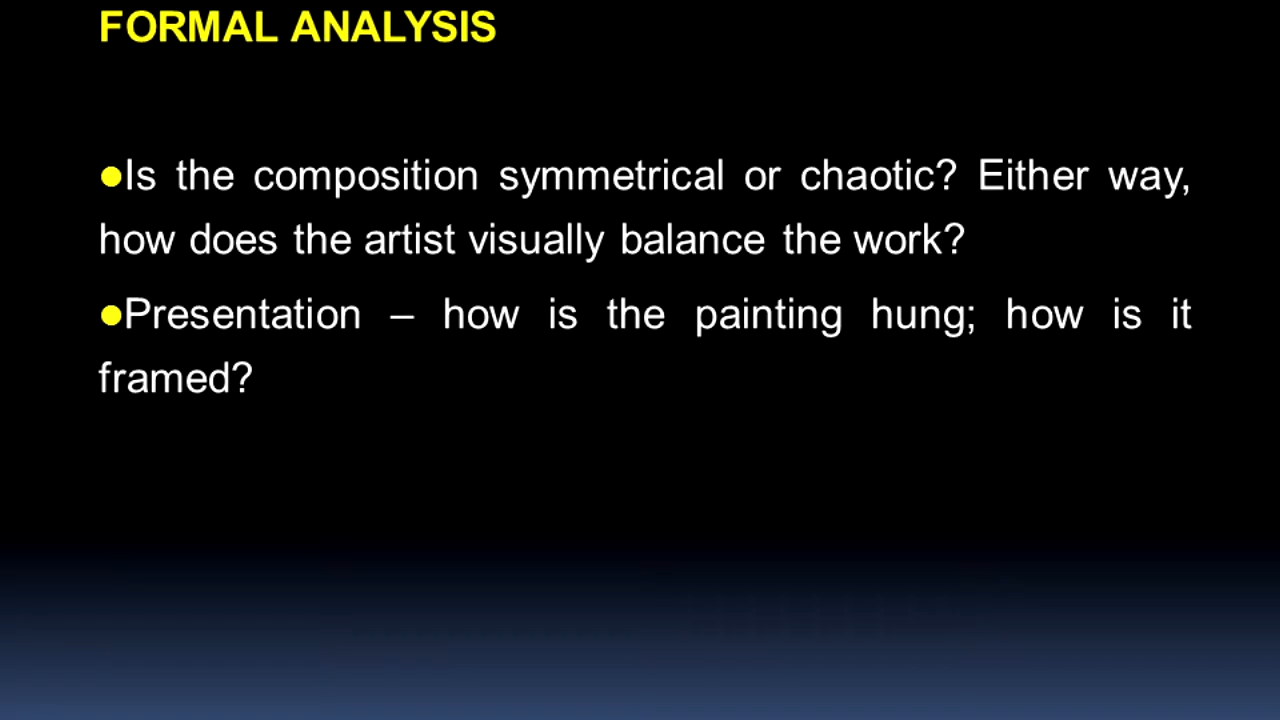 FORMAL ANALYSIS
●Is the composition symmetrical or chaotic? Either way,
how does the artist visually balance the work?
●Presentation – how is the painting hung; how is it
framed?